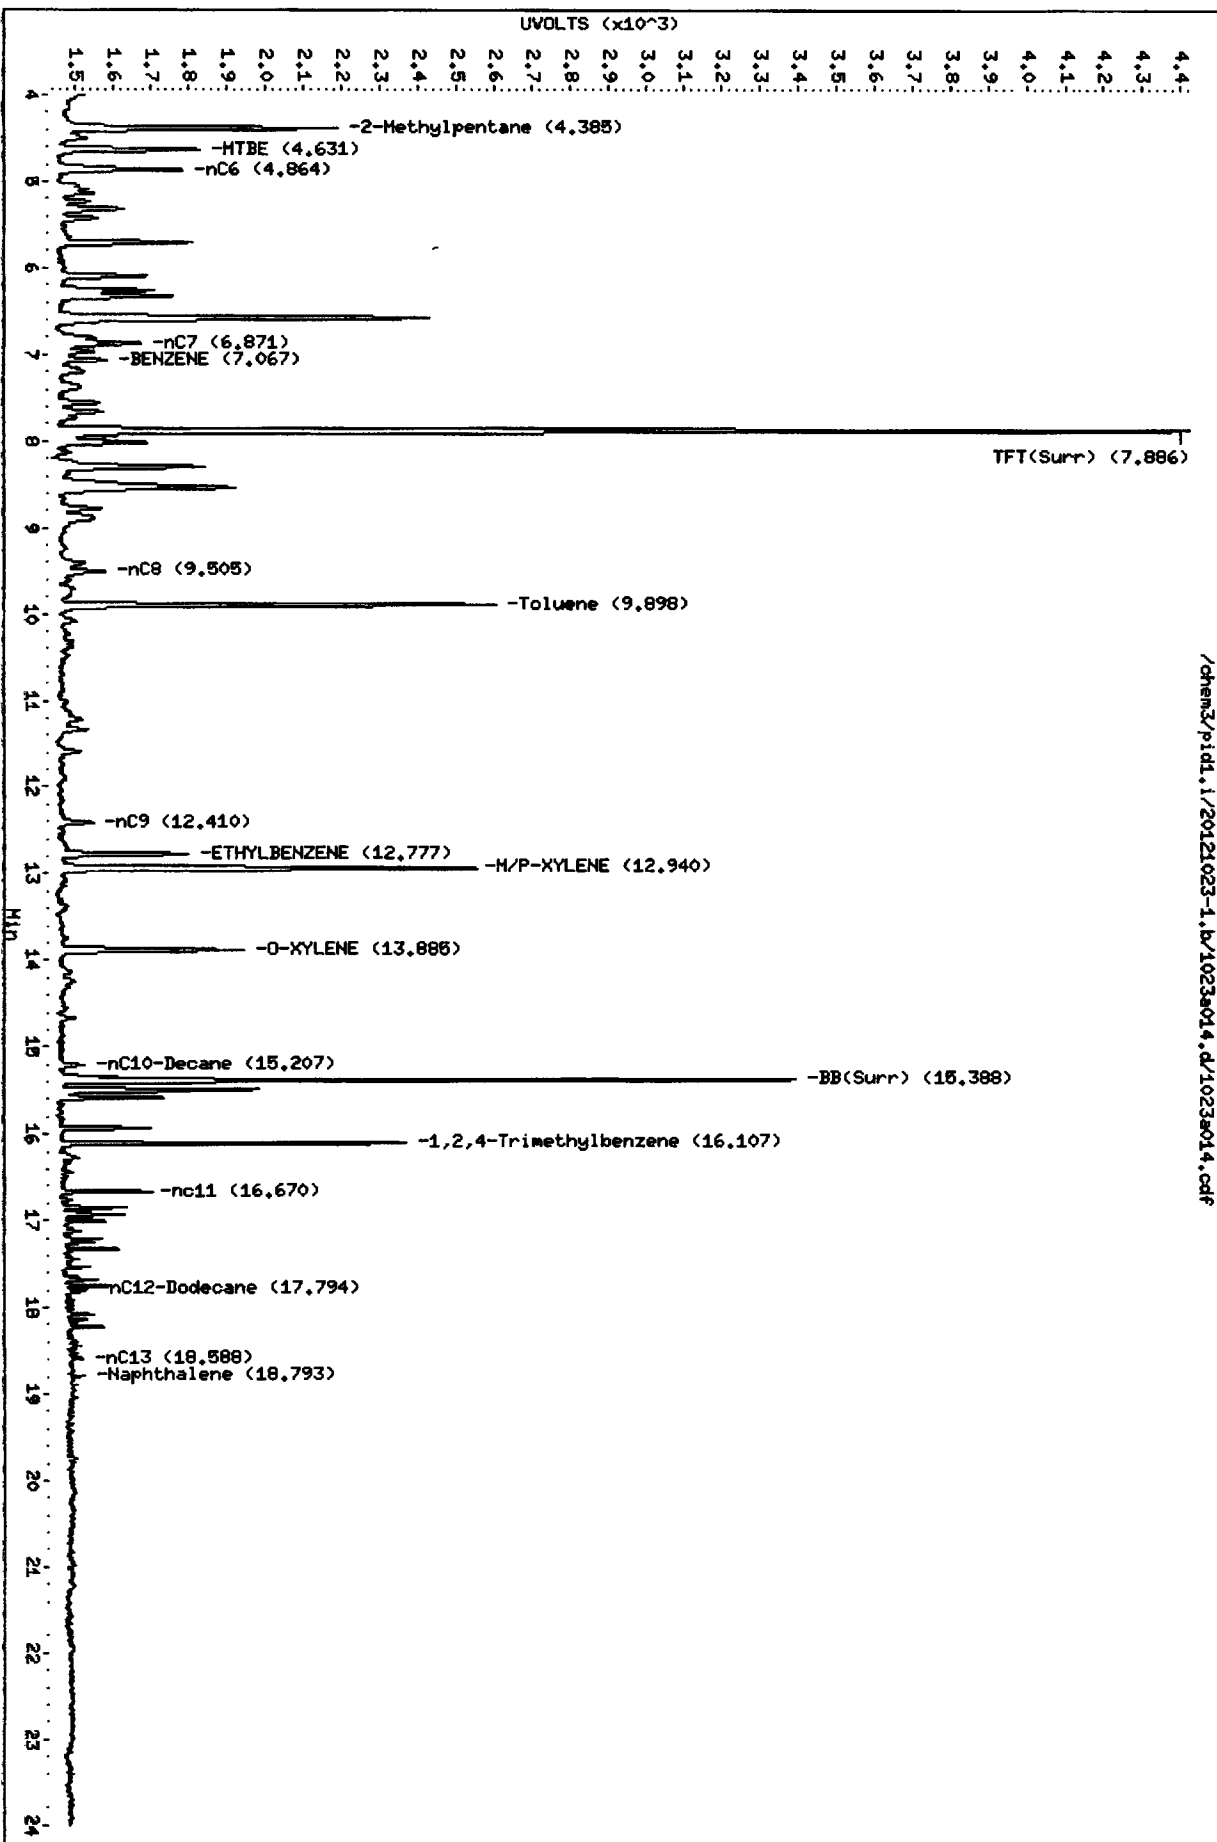 UVOLTS (x10^3)
1.5
1.6
1.7
1.8
1.9
2.0
2.1
2.2
2.3
2.4
2.5
2.6
2.7
2.8
2.9
3.0
3.1
3.2
3.3
3.4
3.5
3.6
3.7
3.8
3.9
4.0
4.1
4.2
4.3
4.4
-2-Methylpentane (4.385)
-MTBE (4.631)
-nC6 (4.864)
-nC7 (6.871)
-BENZENE (7.067)
TFT(Surr) (7.886)
-nC8 (9.505)
-Toluene (9.898)
-nC9 (12.410)
-ETHYLBENZENE (12.777)
-M/P-XYLENE (12.940)
-O-XYLENE (13.885)
-nC10-Decane (15.207)
-BB(Surr) (15.388)
-1,2,4-Trimethylbenzene (16.107)
-nc11 (16.670)
-nC12-Dodecane (17.794)
-nC13 (18.588)
-Naphthalene (18.793)
4
5
6
7
8
9
10
11
12
13
14
15
16
17
18
19
20
21
22
23
24
Min
/chem3/pid1.i/20121023-1.b/1023a014.d/1023a014.cdf